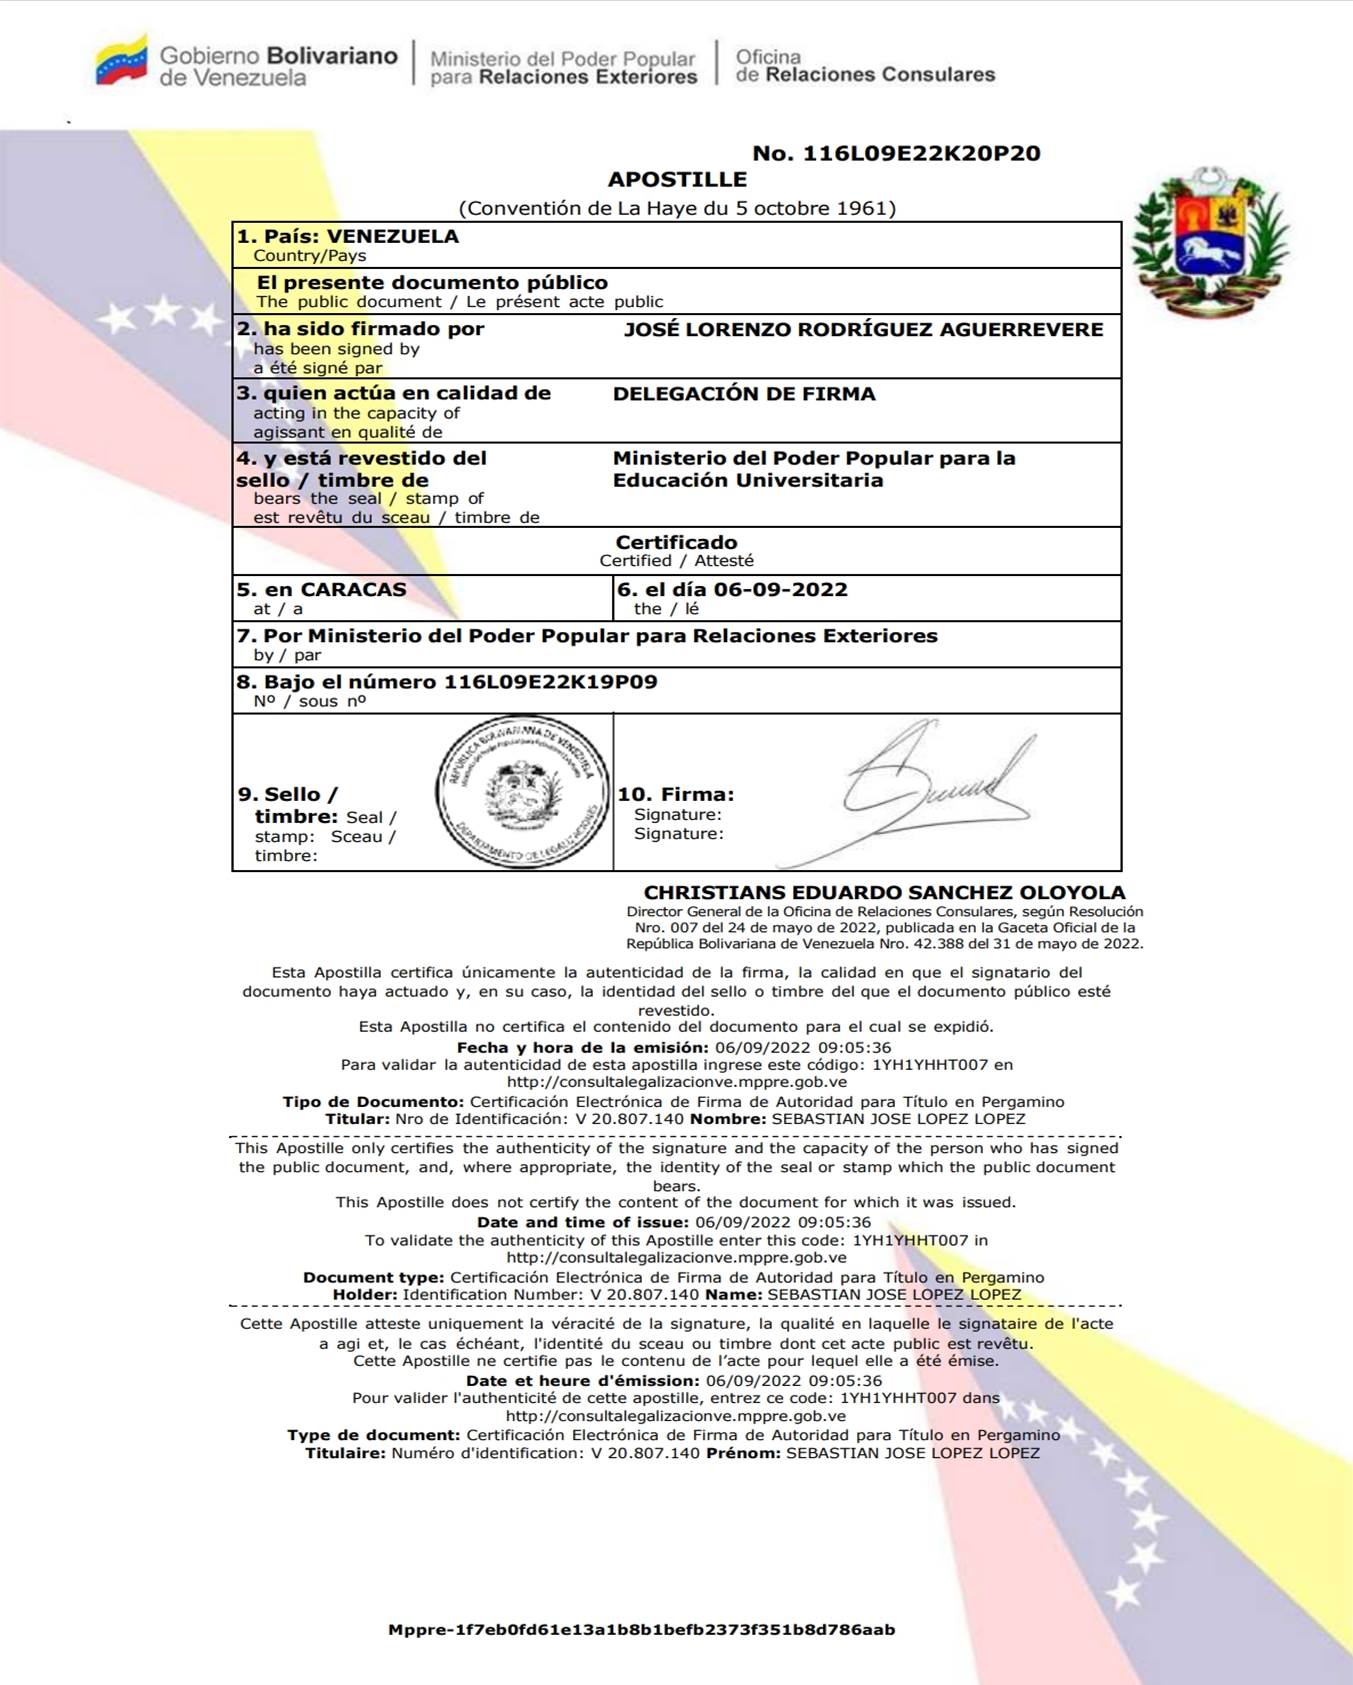 Gobierno Bolivariano
de Venezuela
Ministerio del Poder Popular
para Relaciones Exteriores
Oficina
de Relaciones Consulares
No. 116L09E22K20P20
APOSTILLE
(Conventión de La Haye du 5 octobre 1961)
1. País: VENEZUELA
Country/Pays
El presente documento público
The public document / Le présent acte public
2. ha sido firmado por JOSÉ LORENZO RODRÍGUEZ AGUERREVERE
has been signed by
a été signé par
3. quien actúa en calidad de DELEGACIÓN DE FIRMA
acting in the capacity of
agissant en qualité de
4. y está revestido del Ministerio del Poder Popular para la
sello / timbre de Educación Universitaria
bears the seal / stamp of
est revêtu du sceau / timbre de
Certificado
Certified / Attesté
5. en CARACAS
at / a
6. el día 06-09-2022
the / lé
7. Por Ministerio del Poder Popular para Relaciones Exteriores
by / par
8. Bajo el número 116L09E22K19P09
Nº / sous nº
9. Sello /
timbre: Seal /
stamp: Sceau /
timbre:
REPÚBLICA BOLIVARIANA DE VENEZUELA
Ministerio del Poder Popular para Relaciones Exteriores
DEPARTAMENTO DE LEGALIZACIONES
10. Firma:
Signature:
Signature:
CHRISTIANS EDUARDO SANCHEZ OLOYOLA
Director General de la Oficina de Relaciones Consulares, según Resolución
Nro. 007 del 24 de mayo de 2022, publicada en la Gaceta Oficial de la
República Bolivariana de Venezuela Nro. 42.388 del 31 de mayo de 2022.
Esta Apostilla certifica únicamente la autenticidad de la firma, la calidad en que el signatario del
documento haya actuado y, en su caso, la identidad del sello o timbre del que el documento público esté
revestido.
Esta Apostilla no certifica el contenido del documento para el cual se expidió.
Fecha y hora de la emisión: 06/09/2022 09:05:36
Para validar la autenticidad de esta apostilla ingrese este código: 1YH1YHHT007 en
http://consultalegalizacionve.mppre.gob.ve
Tipo de Documento: Certificación Electrónica de Firma de Autoridad para Título en Pergamino
Titular: Nro de Identificación: V 20.807.140 Nombre: SEBASTIAN JOSE LOPEZ LOPEZ
This Apostille only certifies the authenticity of the signature and the capacity of the person who has signed
the public document, and, where appropriate, the identity of the seal or stamp which the public document
bears.
This Apostille does not certify the content of the document for which it was issued.
Date and time of issue: 06/09/2022 09:05:36
To validate the authenticity of this Apostille enter this code: 1YH1YHHT007 in
http://consultalegalizacionve.mppre.gob.ve
Document type: Certificación Electrónica de Firma de Autoridad para Título en Pergamino
Holder: Identification Number: V 20.807.140 Name: SEBASTIAN JOSE LOPEZ LOPEZ
Cette Apostille atteste uniquement la véracité de la signature, la qualité en laquelle le signataire de l'acte
a agi et, le cas échéant, l'identité du sceau ou timbre dont cet acte public est revêtu.
Cette Apostille ne certifie pas le contenu de l’acte pour lequel elle a été émise.
Date et heure d'émission: 06/09/2022 09:05:36
Pour valider l'authenticité de cette apostille, entrez ce code: 1YH1YHHT007 dans
http://consultalegalizacionve.mppre.gob.ve
Type de document: Certificación Electrónica de Firma de Autoridad para Título en Pergamino
Titulaire: Numéro d'identification: V 20.807.140 Prénom: SEBASTIAN JOSE LOPEZ LOPEZ
Mppre-1f7eb0fd61e13a1b8b1befb2373f351b8d786aab